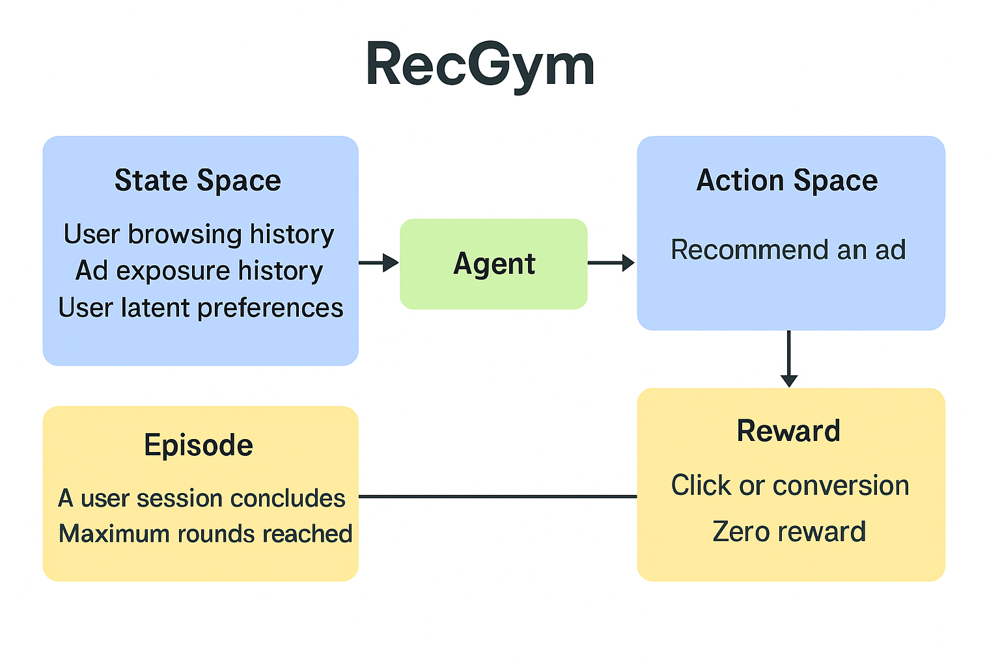 RecGym
State Space
User browsing history
Ad exposure history
User latent preferences
Agent
Action Space
Recommend an ad
Episode
A user session concludes
Maximum rounds reached
Reward
Click or conversion
Zero reward